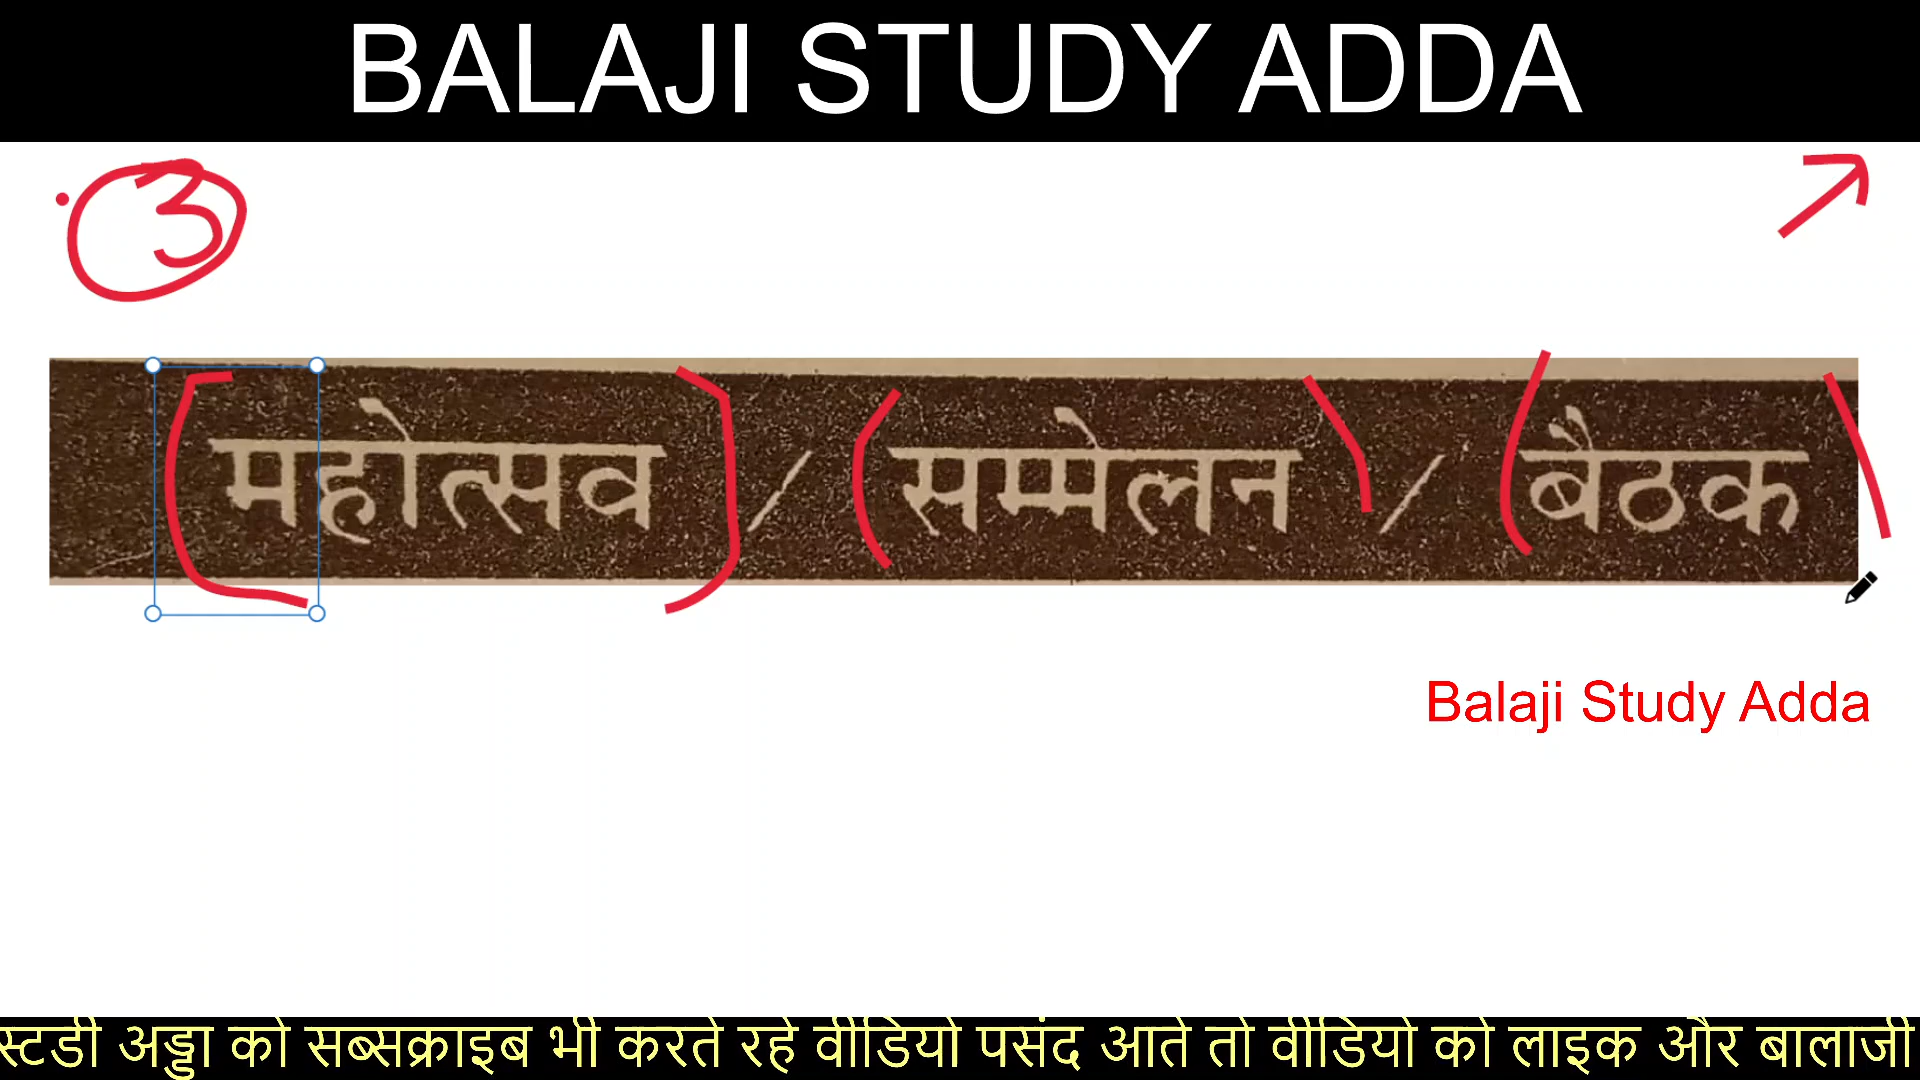 BALAJI STUDY ADDA
3
महोत्सव / सम्मेलन / बैठक
Balaji Study Adda
स्टडी अड्डा को सब्सक्राइब भी करते रहे वीडियो पसंद आते तो वीडियो को लाइक और बालाजी